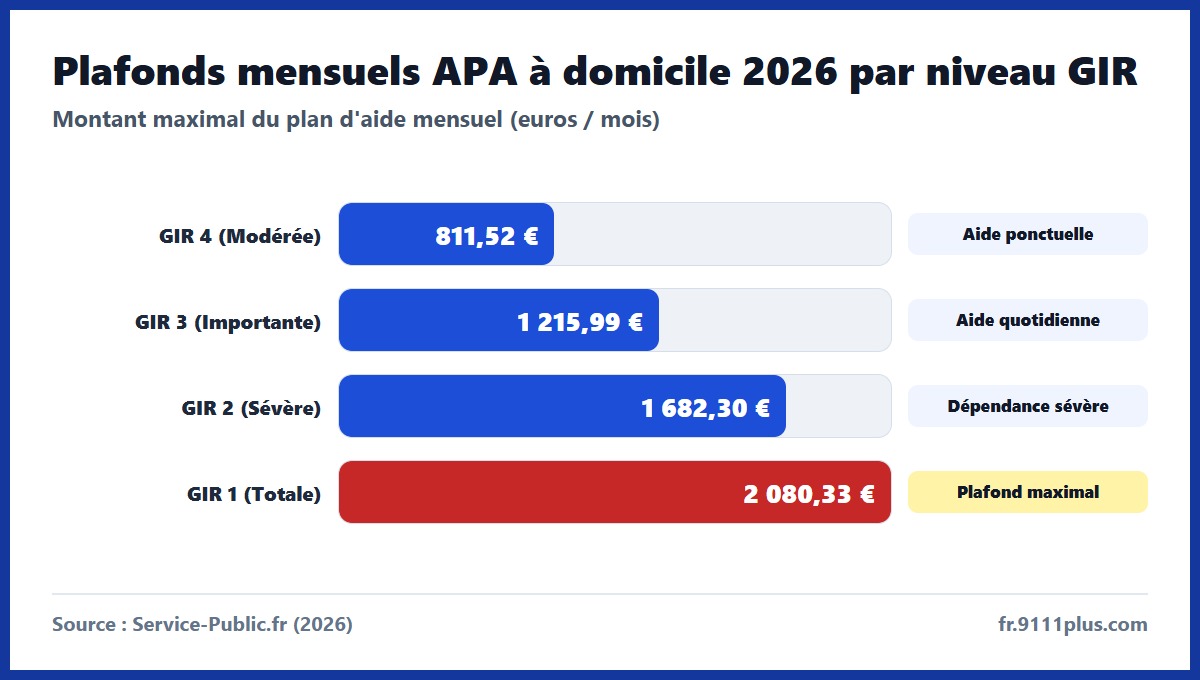 Plafonds mensuels APA à domicile 2026 par niveau GIR
Montant maximal du plan d'aide mensuel (euros / mois)
GIR 4 (Modérée) 811,52 € Aide ponctuelle
GIR 3 (Importante) 1 215,99 € Aide quotidienne
GIR 2 (Sévère) 1 682,30 € Dépendance sévère
GIR 1 (Totale) 2 080,33 € Plafond maximal
Source : Service-Public.fr (2026) fr.9111plus.com